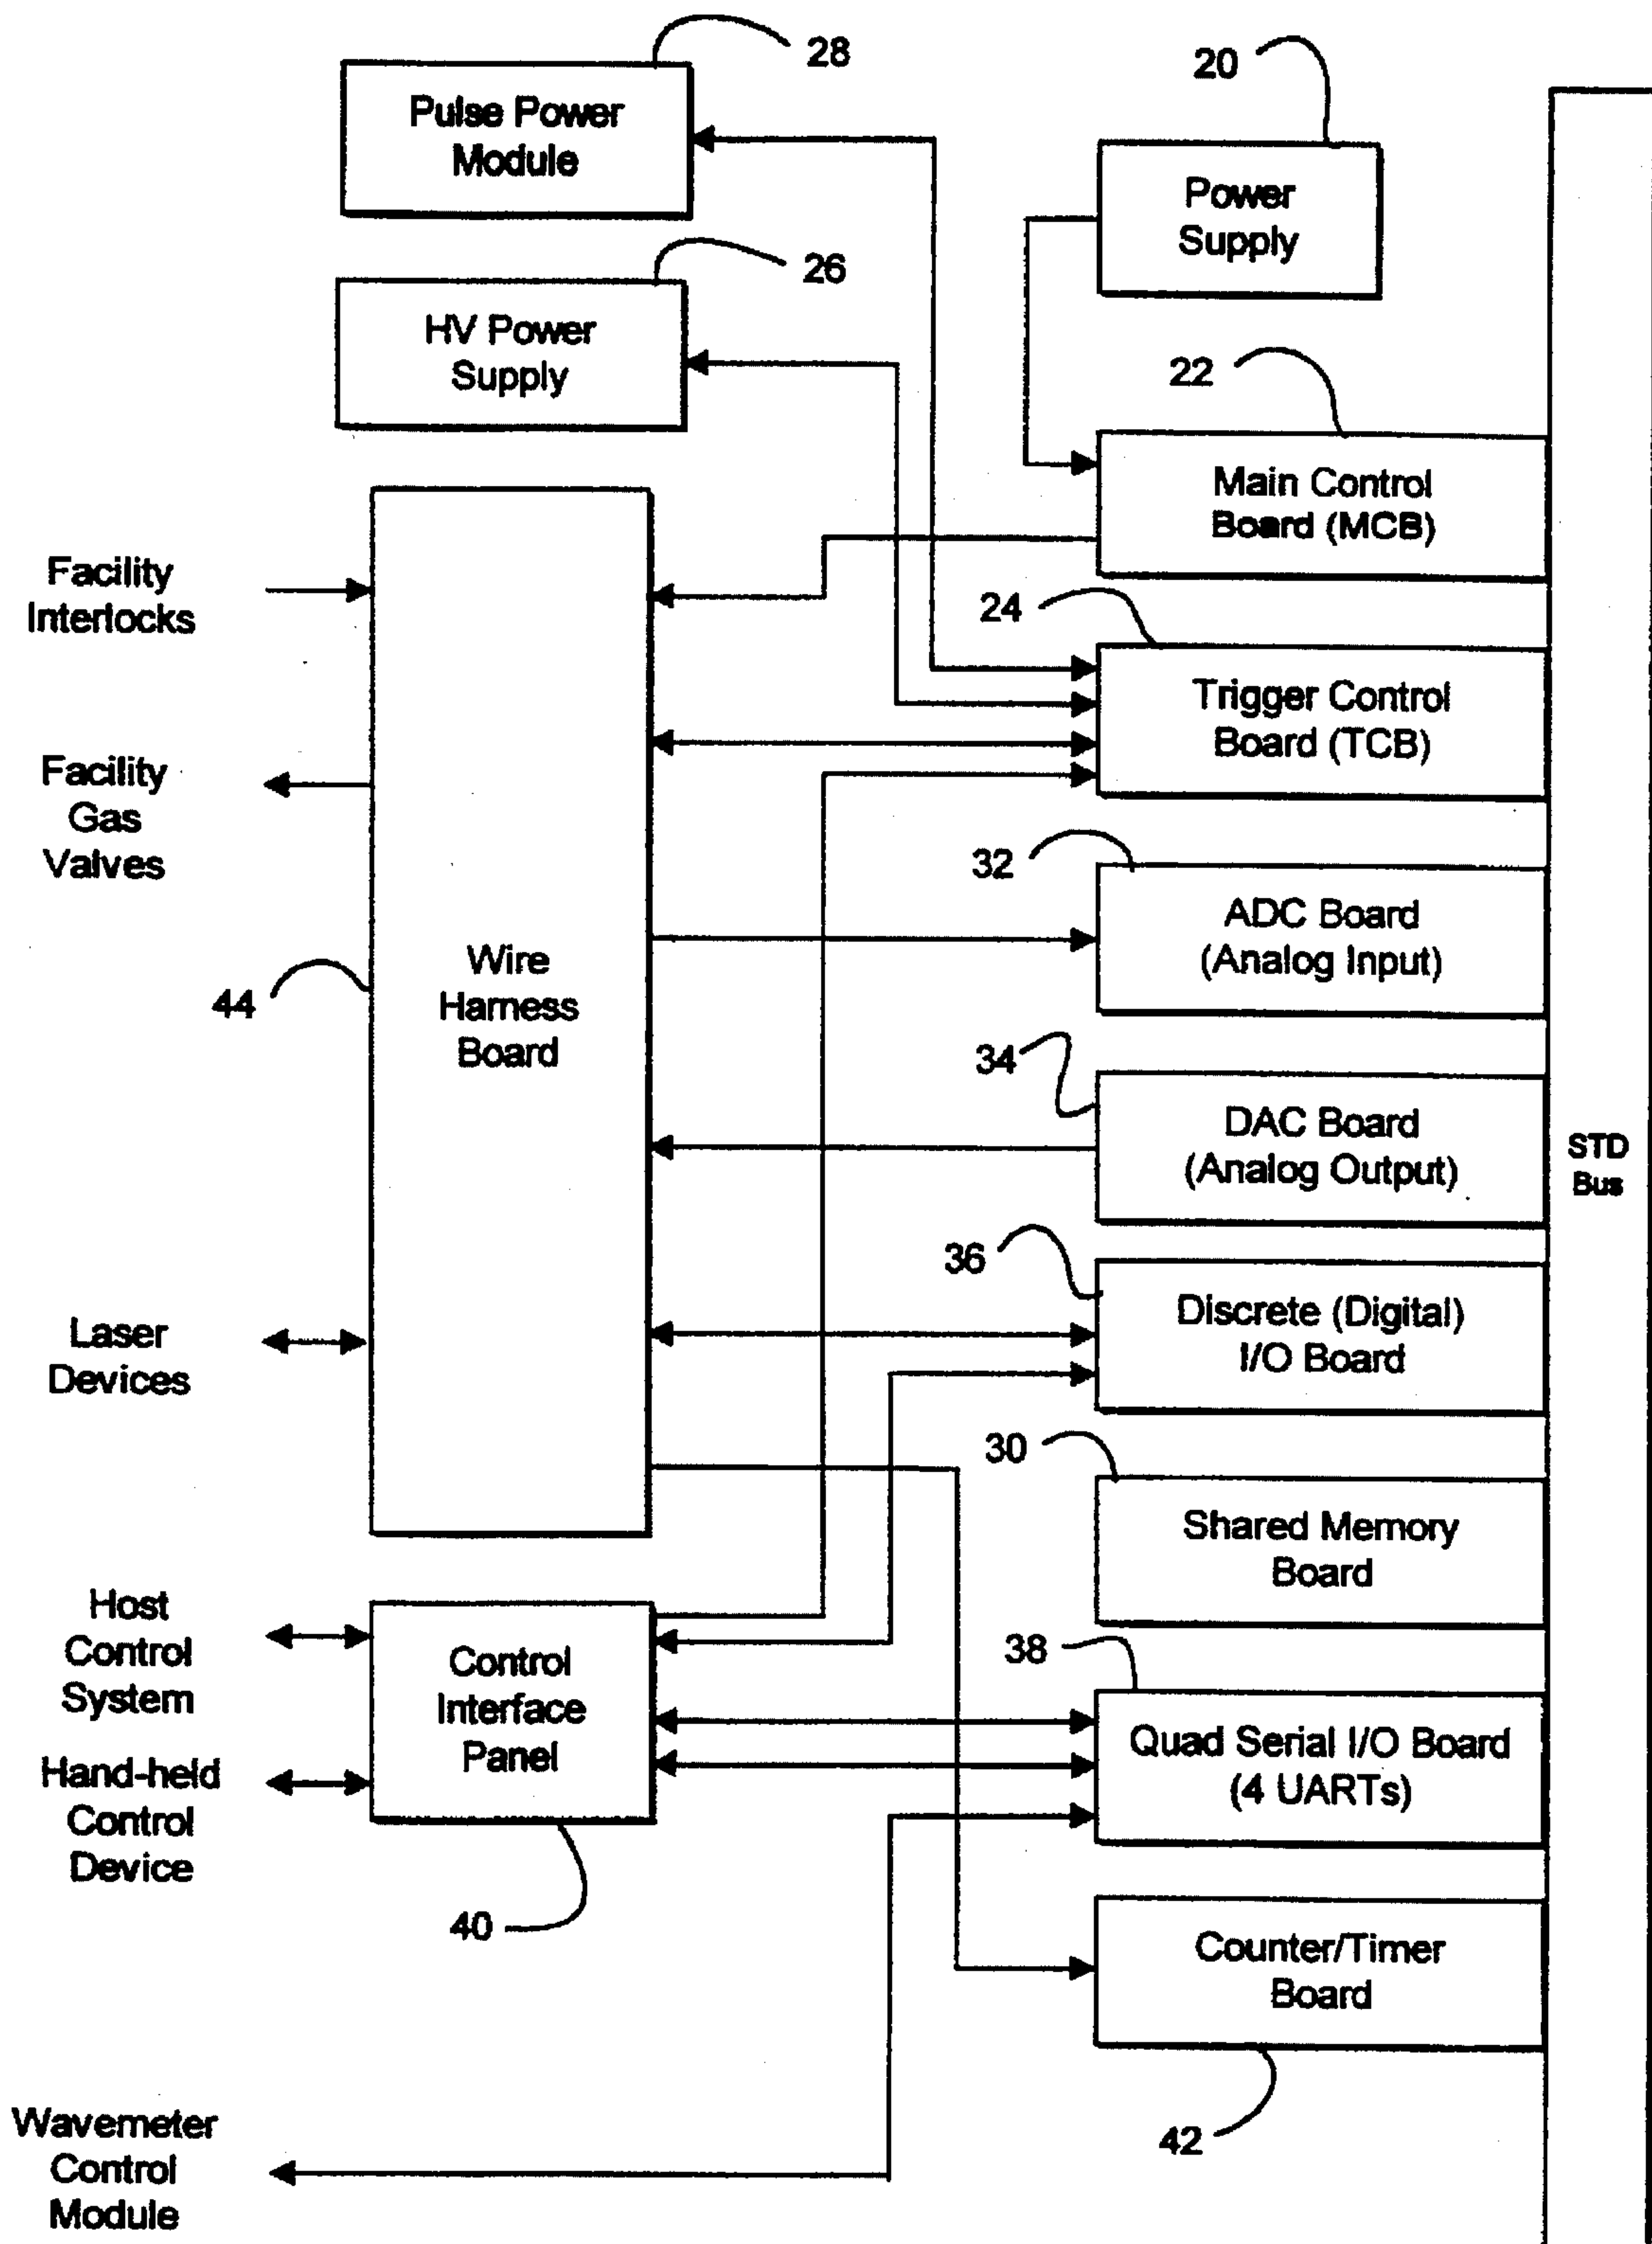 28
Pulse Power
Module
20
Power
Supply
26
HV Power
Supply
22
Main Control
Board (MCB)
Facility
Interlocks
24
Trigger Control
Board (TCB)
Facility
Gas
Valves
32
ADC Board
(Analog Input)
44
Wire
Harness
Board
34
DAC Board
(Analog Output)
STD
Bus
36
Discrete (Digital)
I/O Board
Laser
Devices
30
Shared Memory
Board
Host
Control
System
Control
Interface
Panel
38
Quad Serial I/O Board
(4 UARTs)
Hand-held
Control
Device
40
Counter/Timer
Board
42
Wavemeter
Control
Module